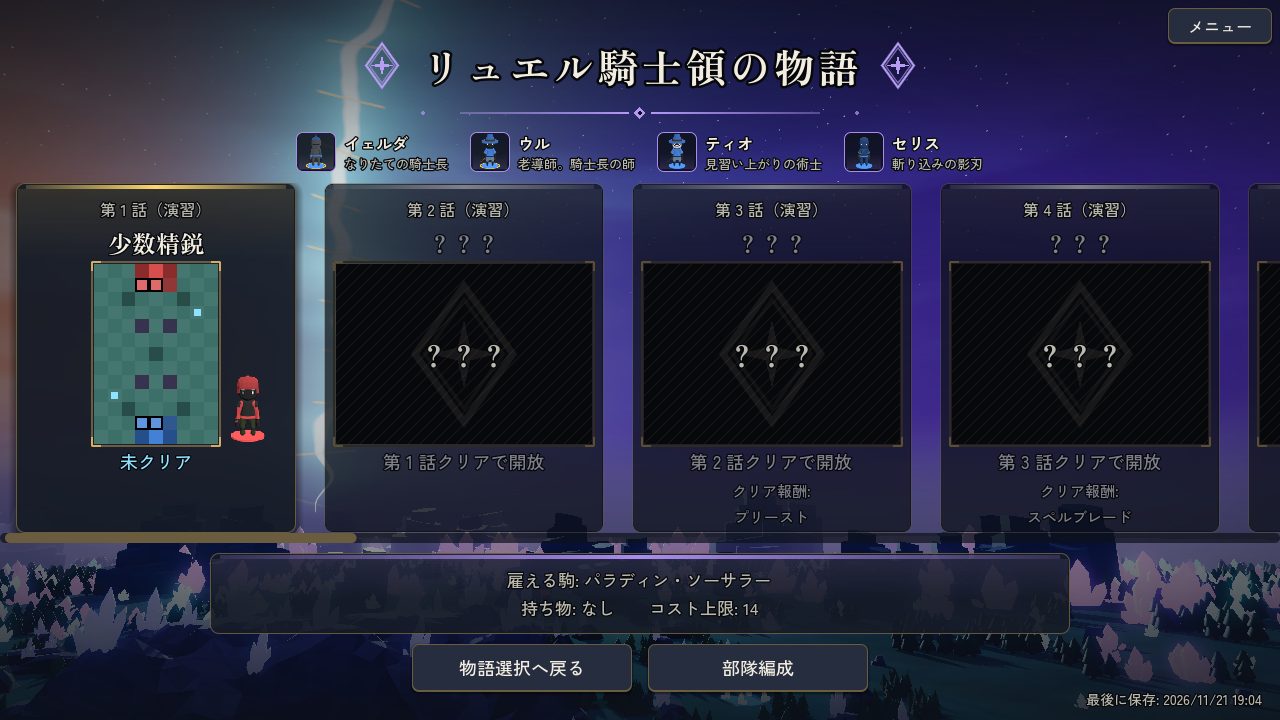 メニュー
リュエル騎士領の物語
イェルダ
なりたての騎士長
ウル
老導師。騎士長の師
ティオ
見習い上がりの術士
セリス
斬り込みの影刃
第1話（演習）
少数精鋭
未クリア
第2話（演習）
？？？
？？？
第1話クリアで開放
第3話（演習）
？？？
？？？
第2話クリアで開放
クリア報酬:
プリースト
第4話（演習）
？？？
？？？
第3話クリアで開放
クリア報酬:
スペルブレード
雇える駒: パラディン・ソーサラー
持ち物: なし　　コスト上限: 14
物語選択へ戻る
部隊編成
最後に保存: 2026/11/21 19:04